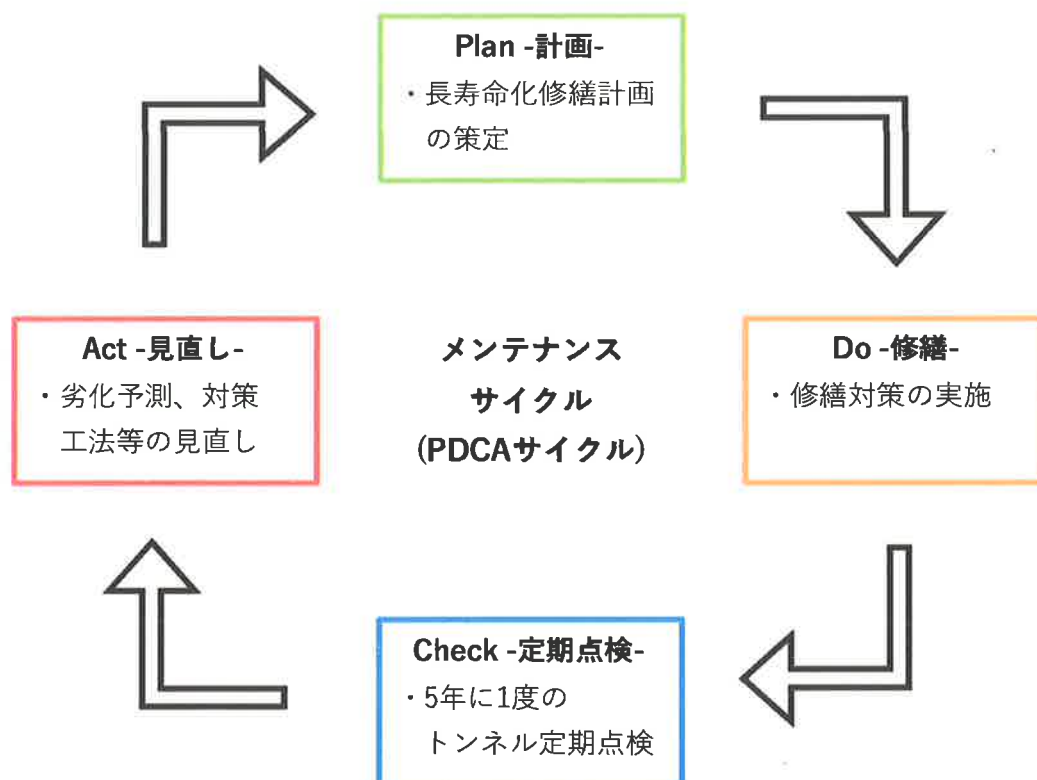 Plan -計画-
・長寿命化修繕計画
の策定
Act -見直し-
・劣化予測、対策
工法等の見直し
メンテナンス
サイクル
(PDCAサイクル)
Do -修繕-
・修繕対策の実施
Check -定期点検-
・5年に1度の
トンネル定期点検